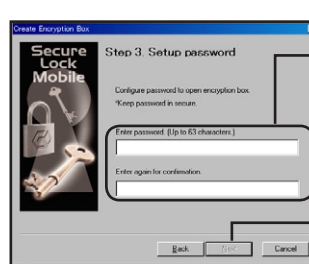 Create Encryption Box
Secure
Lock
Mobile
Step 3. Setup password
Configure password to open encryption box.
*Keep password in secure.
Enter password. (Up to 63 characters.)
Enter again for confirmation.
Back
Next
Cancel